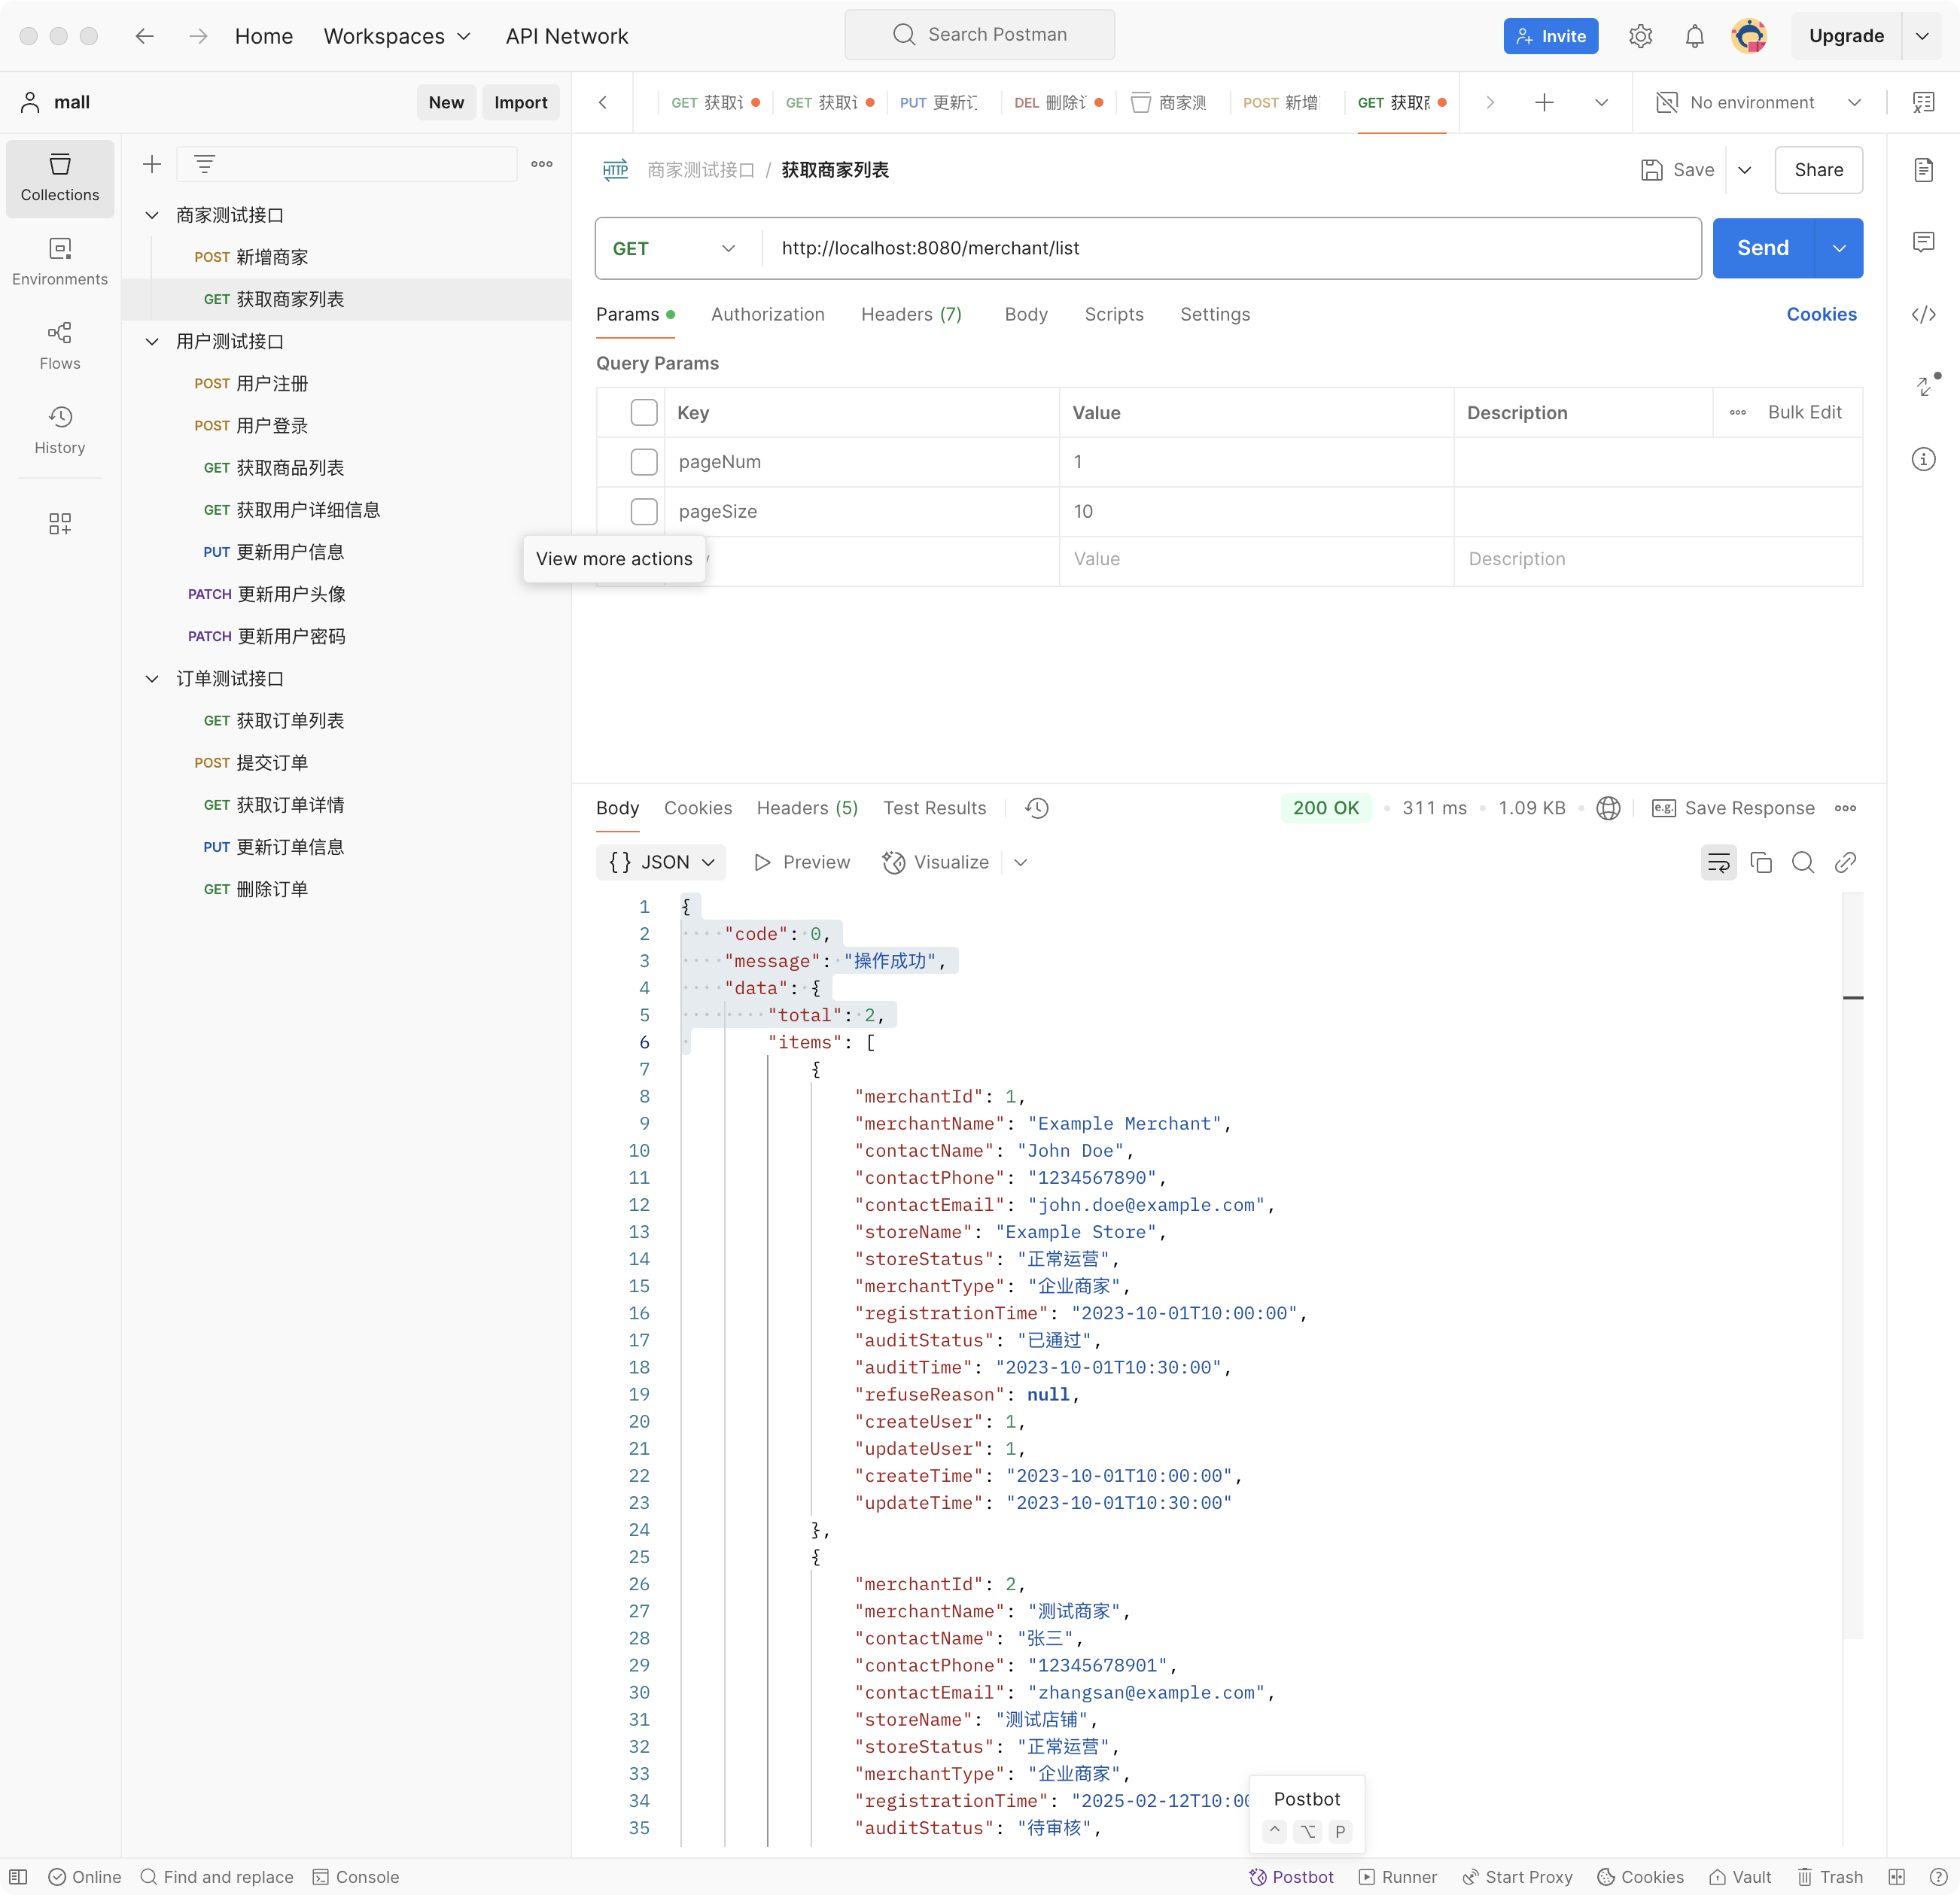 Home Workspaces API Network Search Postman Invite Upgrade
mall New Import
GET 获取 GET 获取 PUT 更新 DEL 删除 商家测 POST 新增 GET 获取 No environment
Collections
Environments
Flows
History
商家测试接口
POST 新增商家
GET 获取商家列表
用户测试接口
POST 用户注册
POST 用户登录
GET 获取商品列表
GET 获取用户详细信息
PUT 更新用户信息
PATCH 更新用户头像
PATCH 更新用户密码
订单测试接口
GET 获取订单列表
POST 提交订单
GET 获取订单详情
PUT 更新订单信息
GET 删除订单
HTTP 商家测试接口 / 获取商家列表 Save Share
GET http://localhost:8080/merchant/list Send
Params Authorization Headers (7) Body Scripts Settings Cookies
Query Params
Key Value Description Bulk Edit
pageNum 1
pageSize 10
View more actions Value Description
Body Cookies Headers (5) Test Results 200 OK 311 ms 1.09 KB e.g. Save Response
{} JSON Preview Visualize
1 {
2 "code": 0,
3 "message": "操作成功",
4 "data": {
5 "total": 2,
6 "items": [
7 {
8 "merchantId": 1,
9 "merchantName": "Example Merchant",
10 "contactName": "John Doe",
11 "contactPhone": "1234567890",
12 "contactEmail": "john.doe@example.com",
13 "storeName": "Example Store",
14 "storeStatus": "正常运营",
15 "merchantType": "企业商家",
16 "registrationTime": "2023-10-01T10:00:00",
17 "auditStatus": "已通过",
18 "auditTime": "2023-10-01T10:30:00",
19 "refuseReason": null,
20 "createUser": 1,
21 "updateUser": 1,
22 "createTime": "2023-10-01T10:00:00",
23 "updateTime": "2023-10-01T10:30:00"
24 },
25 {
26 "merchantId": 2,
27 "merchantName": "测试商家",
28 "contactName": "张三",
29 "contactPhone": "12345678901",
30 "contactEmail": "zhangsan@example.com",
31 "storeName": "测试店铺",
32 "storeStatus": "正常运营",
33 "merchantType": "企业商家",
34 "registrationTime": "2025-02-12T10:00
35 "auditStatus": "待审核",
Postbot
^ ⌥ P
Online Find and replace Console Postbot Runner Start Proxy Cookies Vault Trash